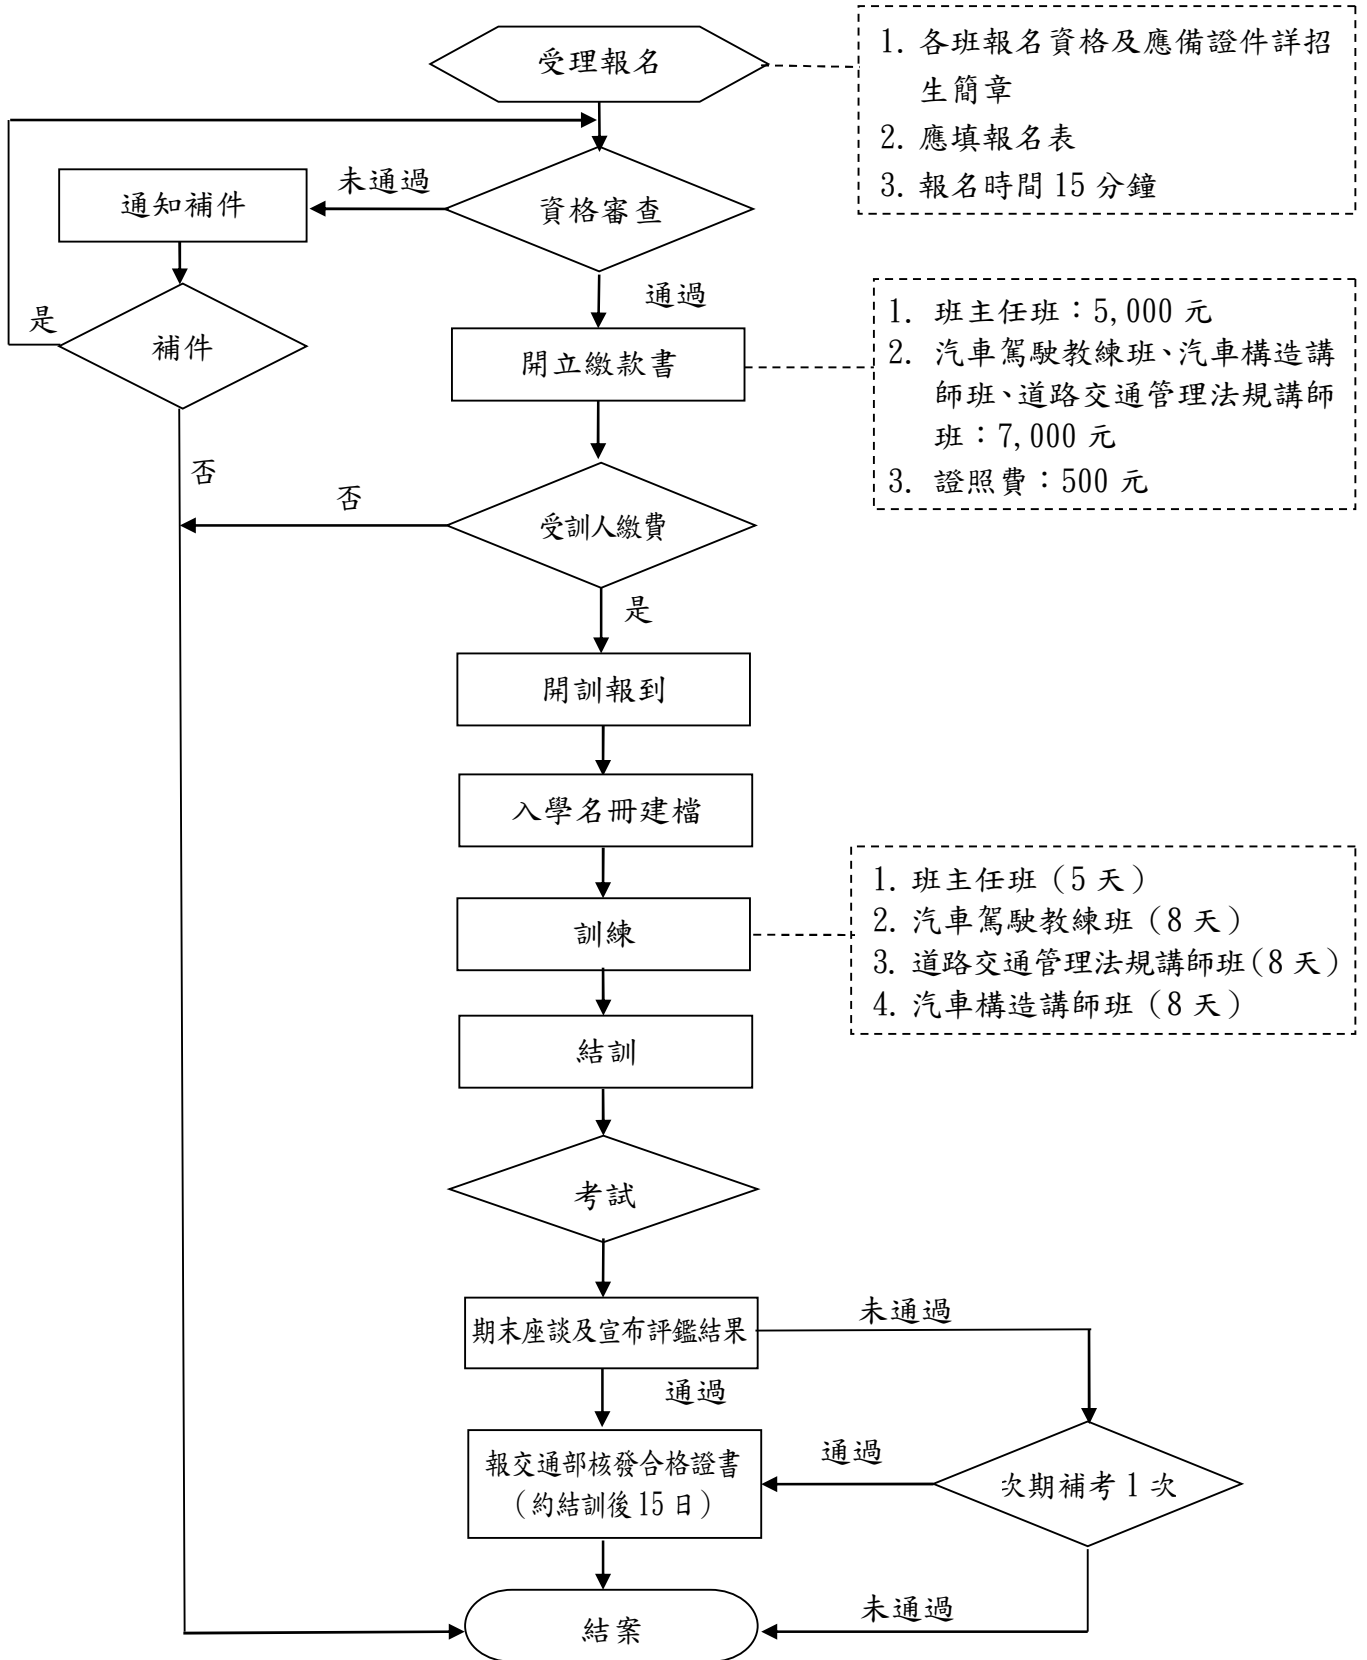 受理報名
1. 各班報名資格及應備證件詳招
生簡章
2. 應填報名表
3. 報名時間 15 分鐘
未通過
通知補件
資格審查
通過
是
補件
開立繳款書
1. 班主任班：5,000 元
2. 汽車駕駛教練班、汽車構造講
師班、道路交通管理法規講師
班：7,000 元
3. 證照費：500 元
否
否
受訓人繳費
是
開訓報到
入學名冊建檔
訓練
1. 班主任班（5 天）
2. 汽車駕駛教練班（8 天）
3. 道路交通管理法規講師班（8 天）
4. 汽車構造講師班（8 天）
結訓
考試
期末座談及宣布評鑑結果
未通過
通過
報交通部核發合格證書
（約結訓後 15 日）
通過
次期補考 1 次
未通過
結案